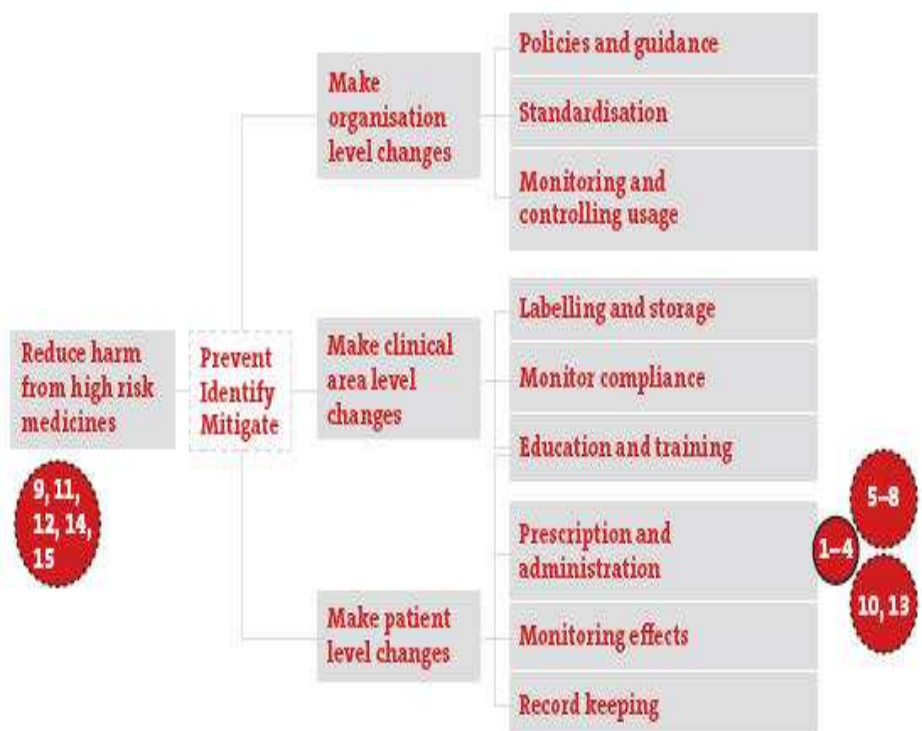 Reduce harm
from high risk
medicines
9, 11,
12, 14,
15
Prevent
Identify
Mitigate
Make
organisation
level changes
Policies and guidance
Standardisation
Monitoring and
controlling usage
Make clinical
area level
changes
Labelling and storage
Monitor compliance
Education and training
Make patient
level changes
Prescription and
administration
Monitoring effects
Record keeping
1–4
5–8
10, 13